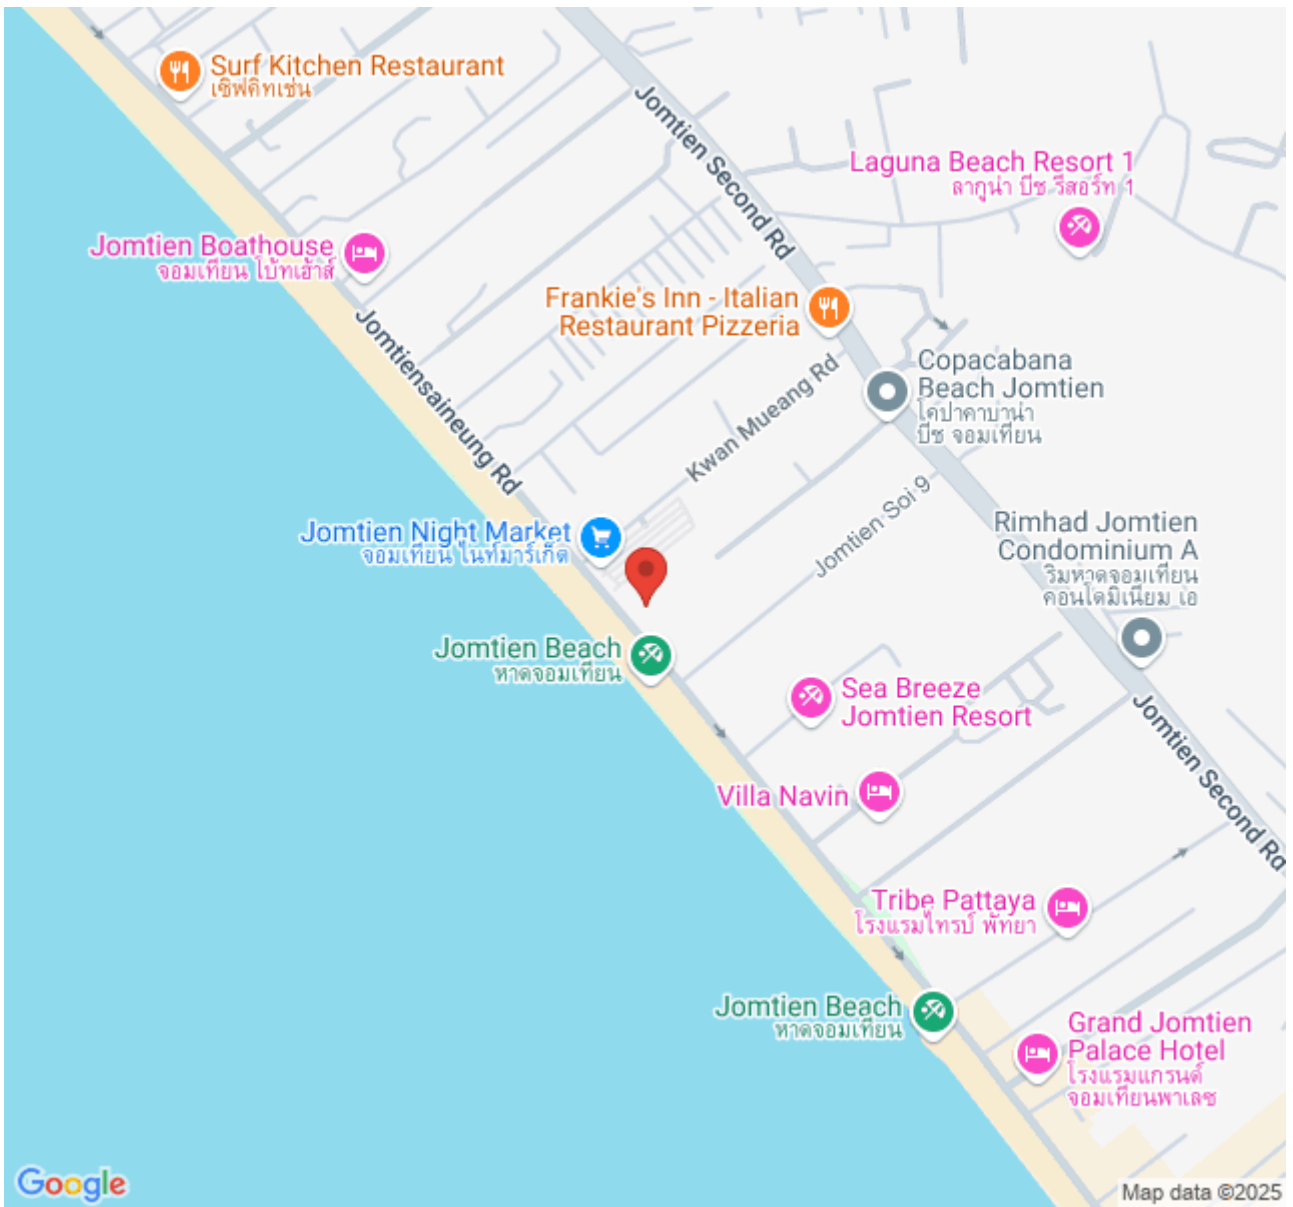 Surf Kitchen Restaurant
เซิฟคิทเช่น
Jomtien Second Rd
Laguna Beach Resort 1
ลากูน่า บีช รีสอร์ท 1
Jomtien Boathouse
จอมเทียน โบ้ทเฮ้าส์
Frankie's Inn - Italian
Restaurant Pizzeria
Jomtiensaineung Rd
Copacabana
Beach Jomtien
โคปาคาบาน่า
บีช จอมเทียน
Kwan Mueang Rd
Jomtien Soi 9
Jomtien Night Market
จอมเทียน ไนท์มาร์เก็ต
Rimhad Jomtien
Condominium A
ริมหาดจอมเทียน
คอนโดมิเนียม เอ
Jomtien Beach
หาดจอมเทียน
Sea Breeze
Jomtien Resort
Jomtien Second Rd
Villa Navin
Tribe Pattaya
โรงแรมไทรบ์ พัทยา
Jomtien Beach
หาดจอมเทียน
Grand Jomtien
Palace Hotel
โรงแรมแกรนด์
จอมเทียนพาเลซ
Google
Map data ©2025